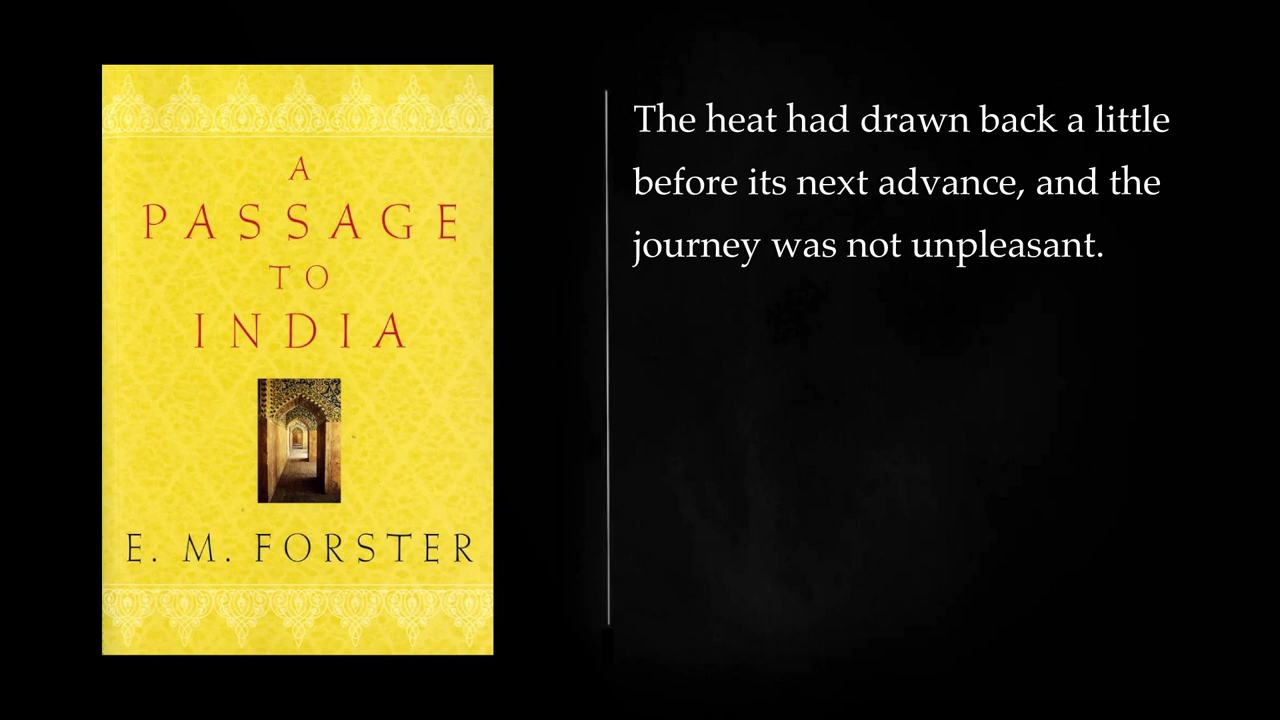 A
PASSAGE
TO
INDIA
E. M. FORSTER
The heat had drawn back a little
before its next advance, and the
journey was not unpleasant.